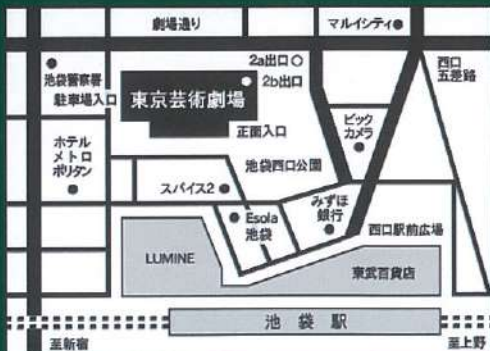 劇場通り
マルイシティ
2a出口
2b出口
西口
五差路
池袋警察署
駐車場入口
東京芸術劇場
正面入口
ビック
カメラ
ホテル
メトロ
ポリタン
池袋西口公園
スパイス2
Esola
池袋
みずほ
銀行
西口駅前広場
LUMINE
東武百貨店
池袋駅
至新宿
至上野